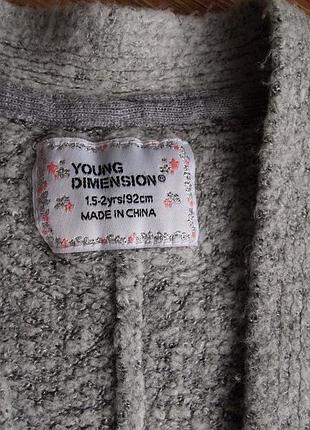 YOUNG
DIMENSION®
1.5-2yrs/92cm
MADE IN CHINA